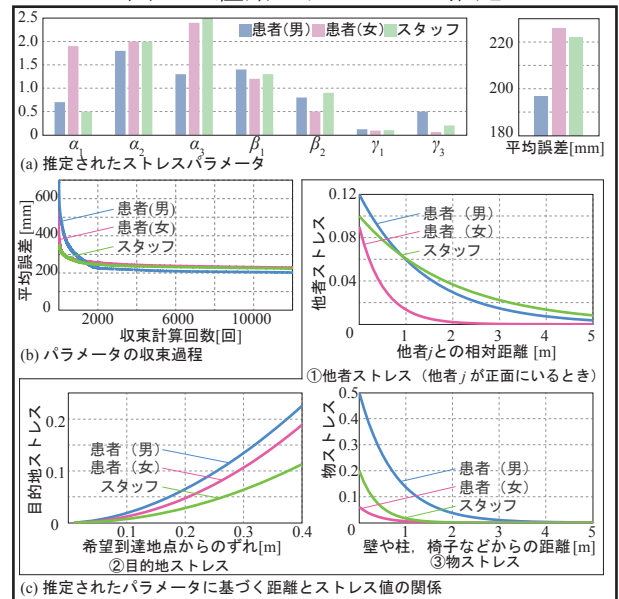 2.5
2.0
1.5
1.0
0.5
0
患者(男) 患者(女) スタッフ
α1 α2 α3 β1 β2 γ1 γ3
220
200
180
平均誤差[mm]
(a) 推定されたストレスパラメータ
平均誤差 [mm]
600
400
200
0
患者(男)
患者(女)
スタッフ
2000 6000 10000
収束計算回数[回]
(b) パラメータの収束過程
他者ストレス
0.12
0.08
0.04
0
患者（男）
患者（女）
スタッフ
1 2 3 4 5
他者jとの相対距離 [m]
①他者ストレス（他者 j が正面にいるとき）
目的地ストレス
0.2
0.1
0
患者（男）
患者（女）
スタッフ
0.1 0.2 0.3 0.4
希望到達地点からのずれ[m]
②目的地ストレス
物ストレス
0.5
0.4
0.3
0.2
0.1
0.0
患者（男）
患者（女）
スタッフ
0 1 2 3 4 5
壁や柱，椅子などからの距離 [m]
③物ストレス
(c) 推定されたパラメータに基づく距離とストレス値の関係